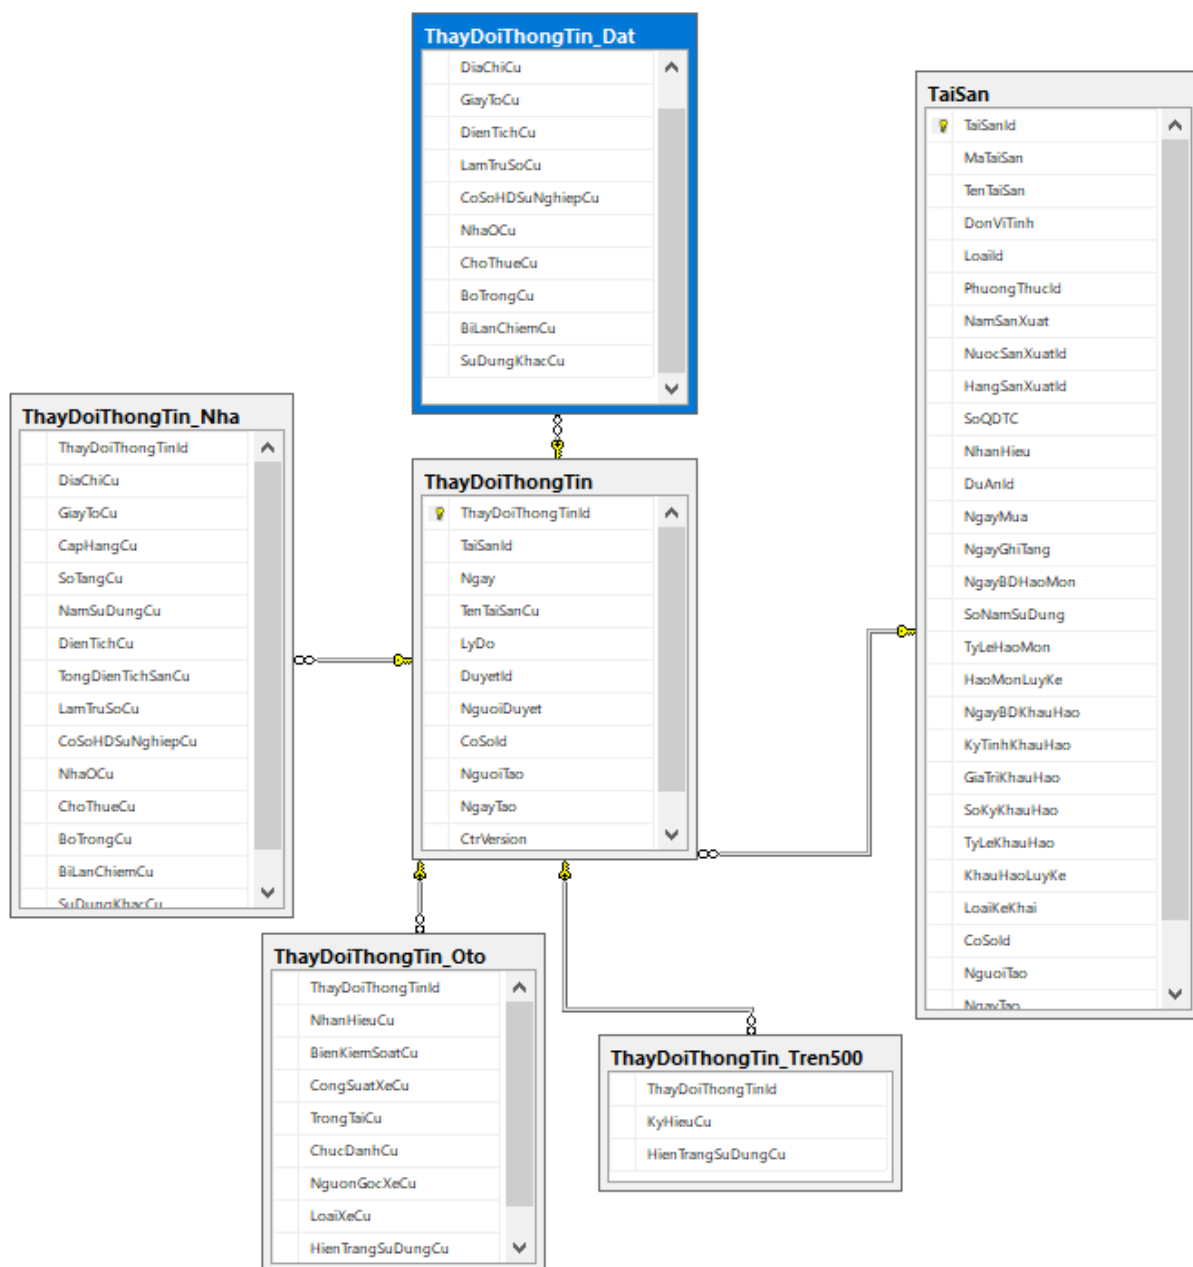 ThayDoiThongTin_Dat
DiaChiCu
GiayToCu
DienTichCu
LamTruSoCu
CoSoHDSuNghiepCu
NhaOCu
ChoThueCu
BoTrongCu
BiLanChiemCu
SuDungKhacCu
TaiSan
TaiSanId
MaTaiSan
TenTaiSan
DonViTinh
LoaiId
PhuongThucId
NamSanXuat
NuocSanXuatId
HangSanXuatId
SoQDTC
NhanHieu
DuAnId
NgayMua
NgayGhiTang
NgayBDHaoMon
SoNamSuDung
TyLeHaoMon
HaoMonLuyKe
NgayBDKhauHao
KyTinhKhauHao
GiaTriKhauHao
SoKyKhauHao
TyLeKhauHao
KhauHaoLuyKe
LoaiKeKhai
CoSoId
NguoiTao
NgayTao
ThayDoiThongTin_Nha
ThayDoiThongTinId
DiaChiCu
GiayToCu
CapHangCu
SoTangCu
NamSuDungCu
DienTichCu
TongDienTichSanCu
LamTruSoCu
CoSoHDSuNghiepCu
NhaOCu
ChoThueCu
BoTrongCu
BiLanChiemCu
SuDungKhacCu
ThayDoiThongTin
ThayDoiThongTinId
TaiSanId
Ngay
TenTaiSanCu
LyDo
DuyetId
NguoiDuyet
CoSoId
NguoiTao
NgayTao
CtrVersion
ThayDoiThongTin_Oto
ThayDoiThongTinId
NhanHieuCu
BienKiemSoatCu
CongSuatXeCu
TrongTaiCu
ChucDanhCu
NguonGocXeCu
LoaiXeCu
HienTrangSuDungCu
ThayDoiThongTin_Tren500
ThayDoiThongTinId
KyHieuCu
HienTrangSuDungCu